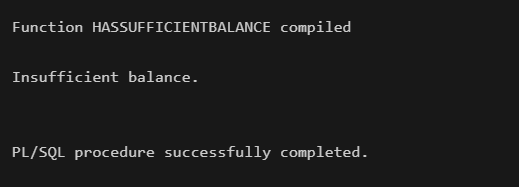 Function HASSUFFICIENTBALANCE compiled
Insufficient balance.
PL/SQL procedure successfully completed.